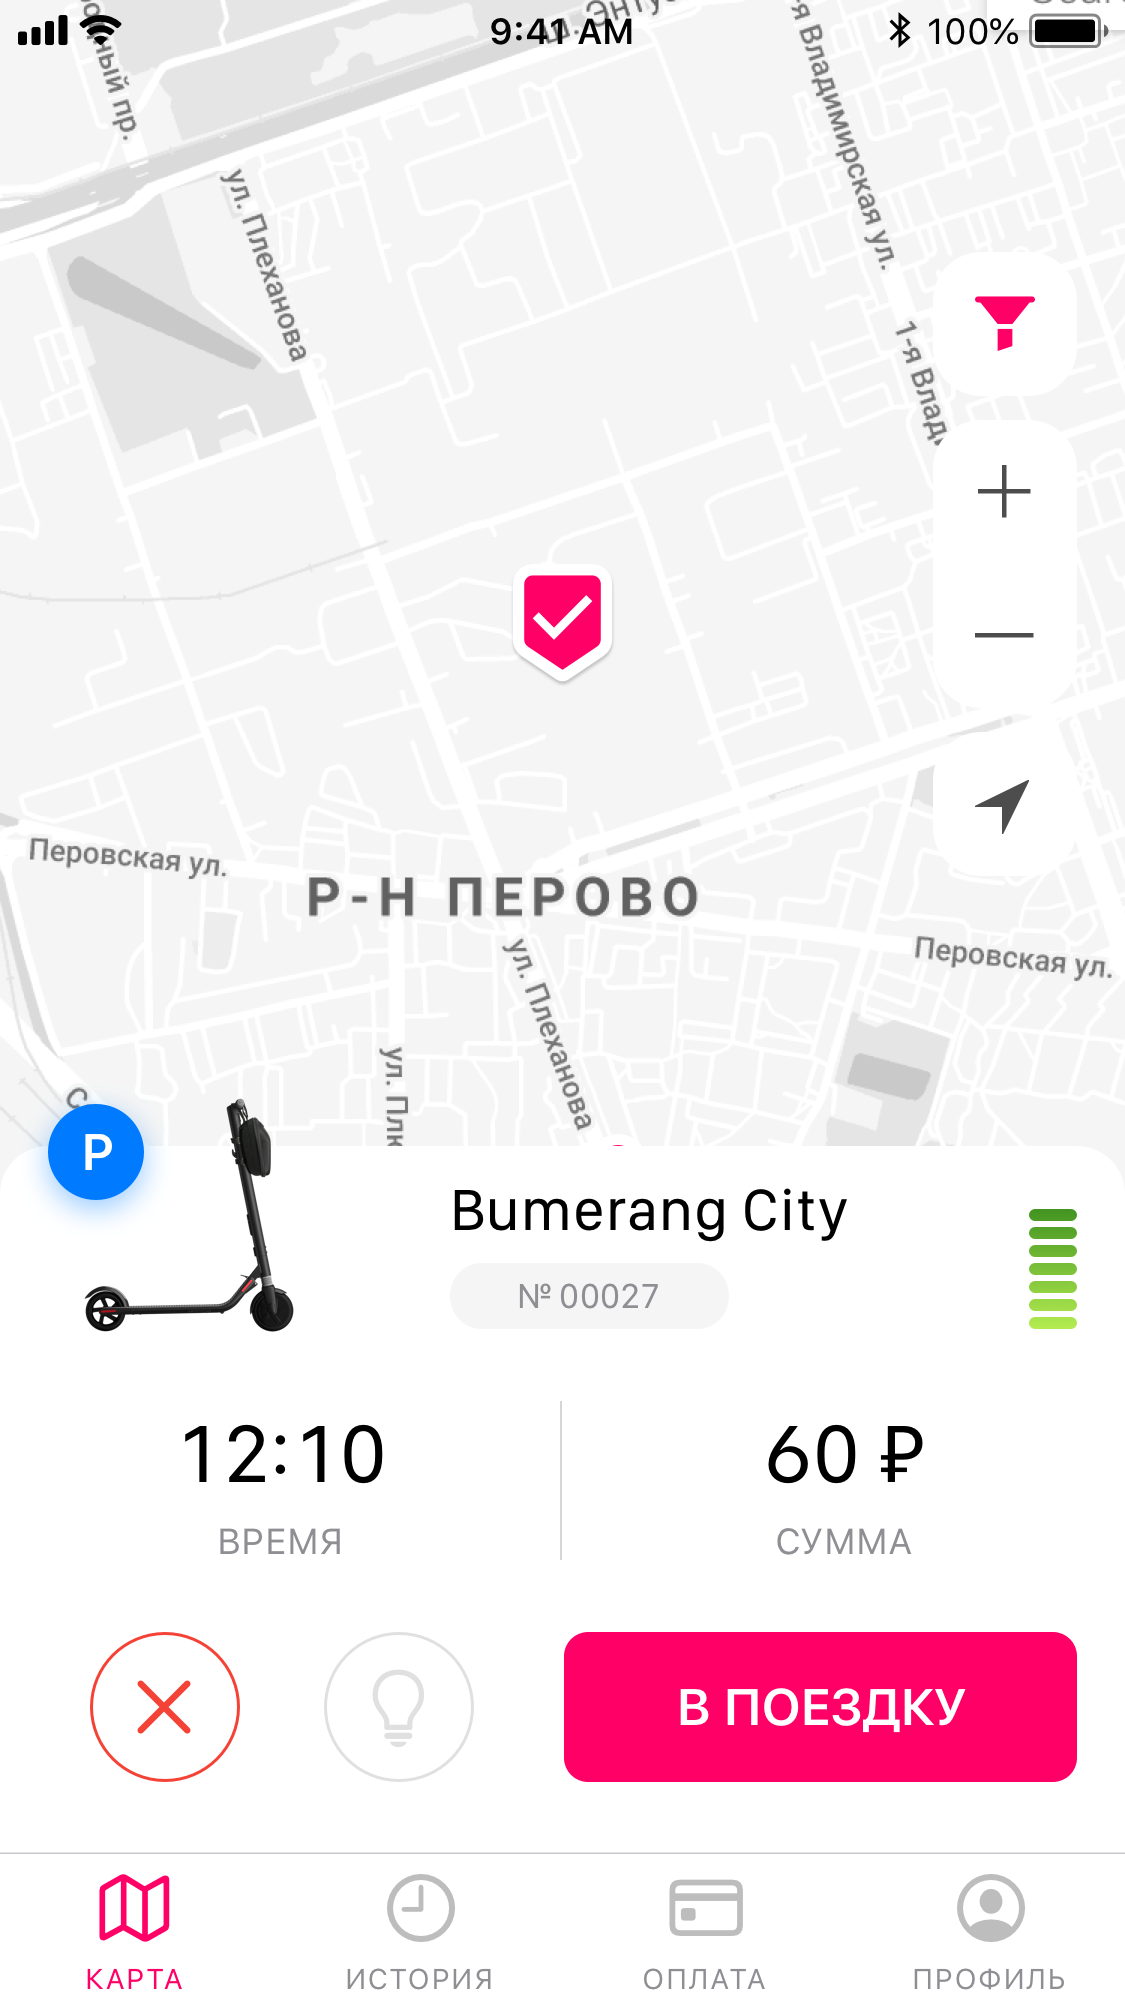 9:41 AM
100%
ный пр.
ул. Плеханова
-я Владимирская ул.
1-я Влад
Перовская ул.
Р-Н ПЕРОВО
Перовская ул.
ул. Плеханова
ул. Плк
С
P
Bumerang City
№ 00027
12:10
ВРЕМЯ
60 ₽
СУММА
В ПОЕЗДКУ
КАРТА
ИСТОРИЯ
ОПЛАТА
ПРОФИЛЬ